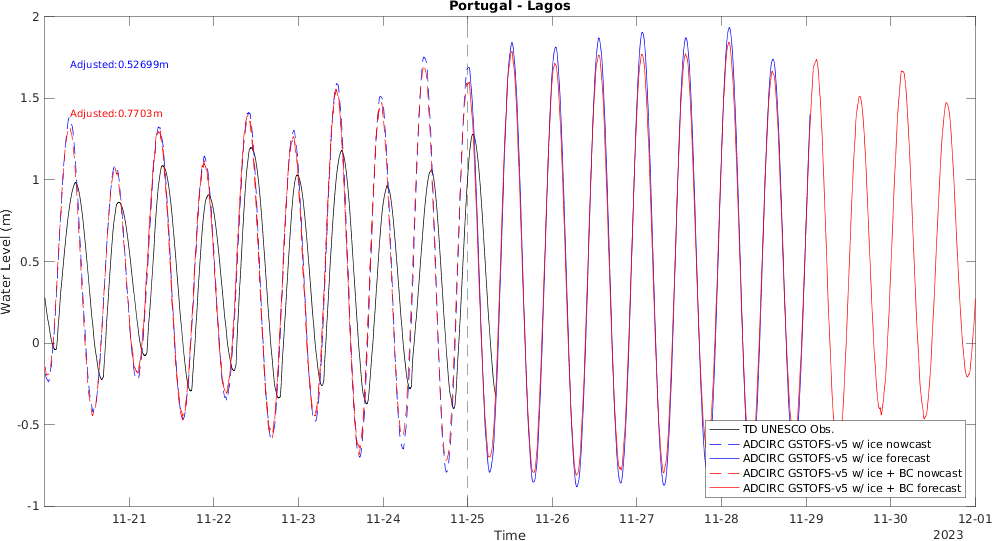 Portugal - Lagos
2
1.5
1
0.5
0
-0.5
-1
Water Level (m)
Adjusted:0.52699m
Adjusted:0.7703m
TD UNESCO Obs.
ADCIRC GSTOFS-v5 w/ ice nowcast
ADCIRC GSTOFS-v5 w/ ice forecast
ADCIRC GSTOFS-v5 w/ ice + BC nowcast
ADCIRC GSTOFS-v5 w/ ice + BC forecast
11-21 11-22 11-23 11-24 11-25 11-26 11-27 11-28 11-29 11-30 12-01
Time
2023